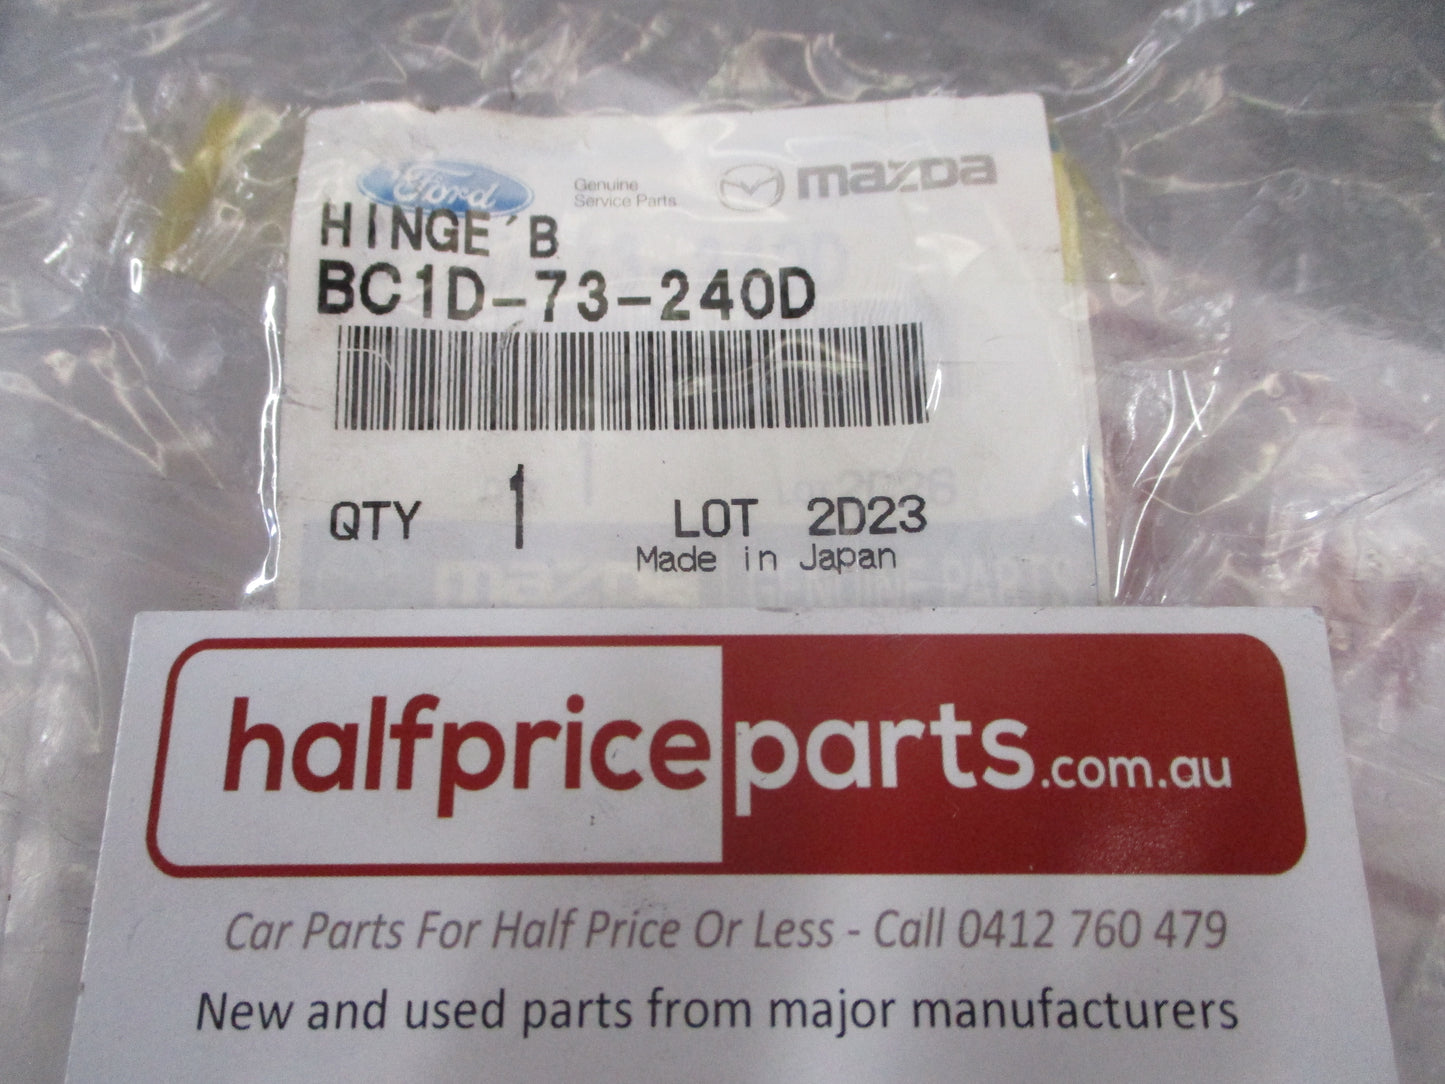 Ford Genuine Service Parts mazda
HINGE'B
BC1D-73-240D
QTY 1 LOT 2D23
Made in Japan
halfpriceparts.com.au
Car Parts For Half Price Or Less - Call 0412 760 479
New and used parts from major manufacturers